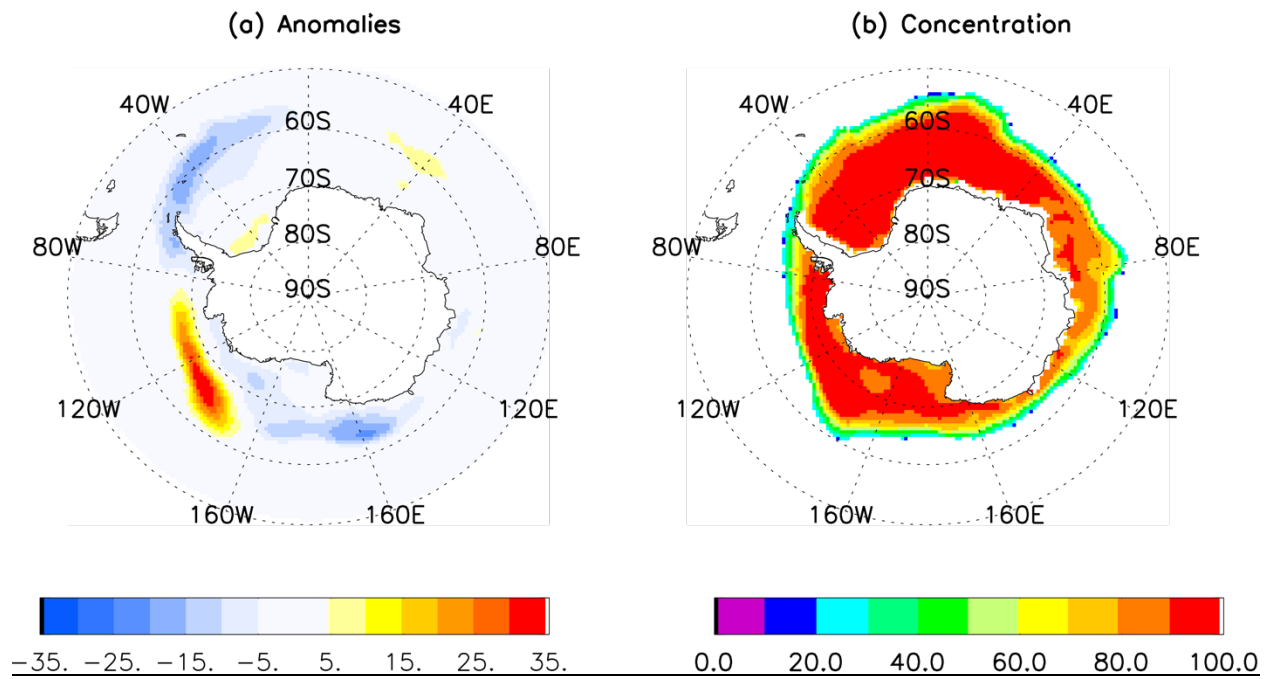 (a) Anomalies
(b) Concentration
40W 40E
60S
70S
80W 80S 80E
90S
120W 120E
160W 160E
40W 40E
60S
70S
80W 80S 80E
90S
120W 120E
160W 160E
-35. -25. -15. -5. 5. 15. 25. 35.
0.0 20.0 40.0 60.0 80.0 100.0